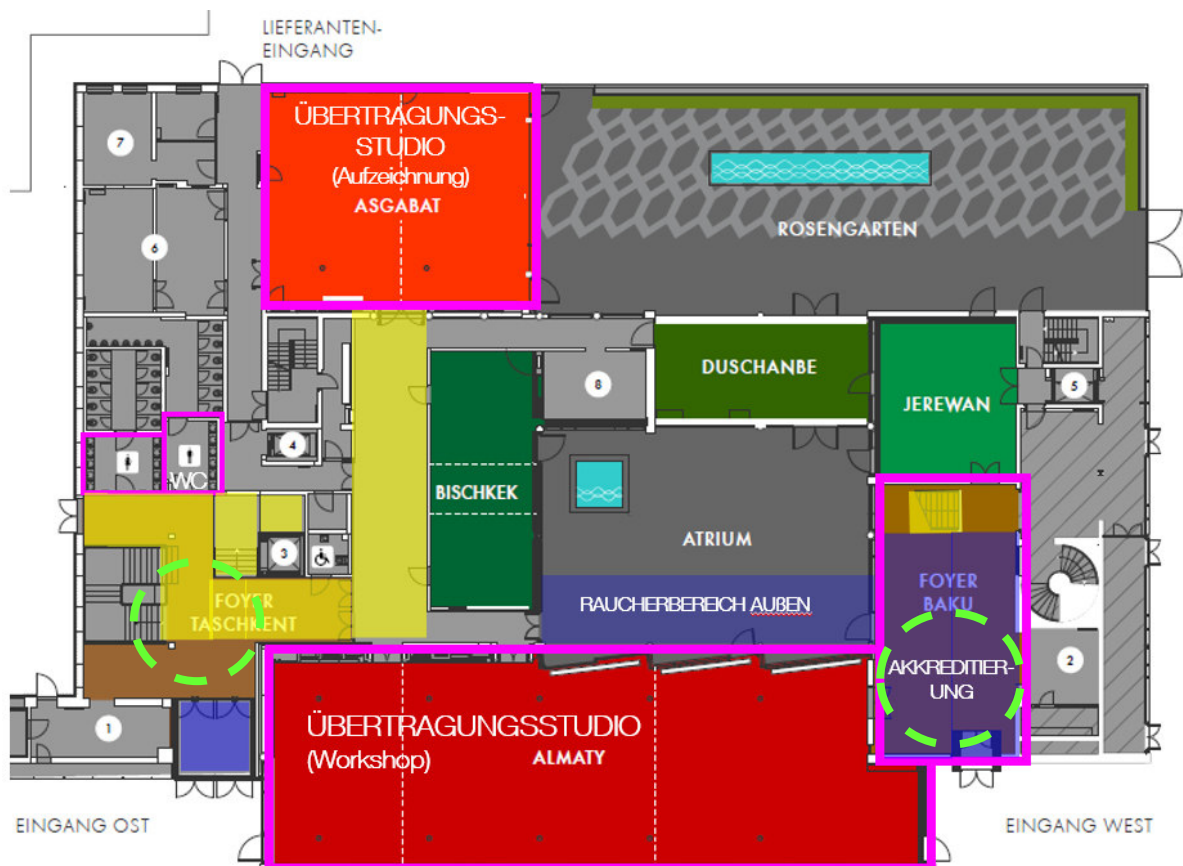 LIEFERANTEN-
EINGANG
ÜBERTRAGUNGS-
STUDIO
(Aufzeichnung)
ASGABAT
7
6
ROSENGARTEN
8
DUSCHANBE
JEREWAN
5
4
WC
BISCHKEK
ATRIUM
3
FOYER
TASCHKENT
RAUCHERBEREICH AUßEN
FOYER
BAKU
AKKREDITIER-
UNG
2
1
ÜBERTRAGUNGSSTUDIO
(Workshop)
ALMATY
EINGANG OST
EINGANG WEST